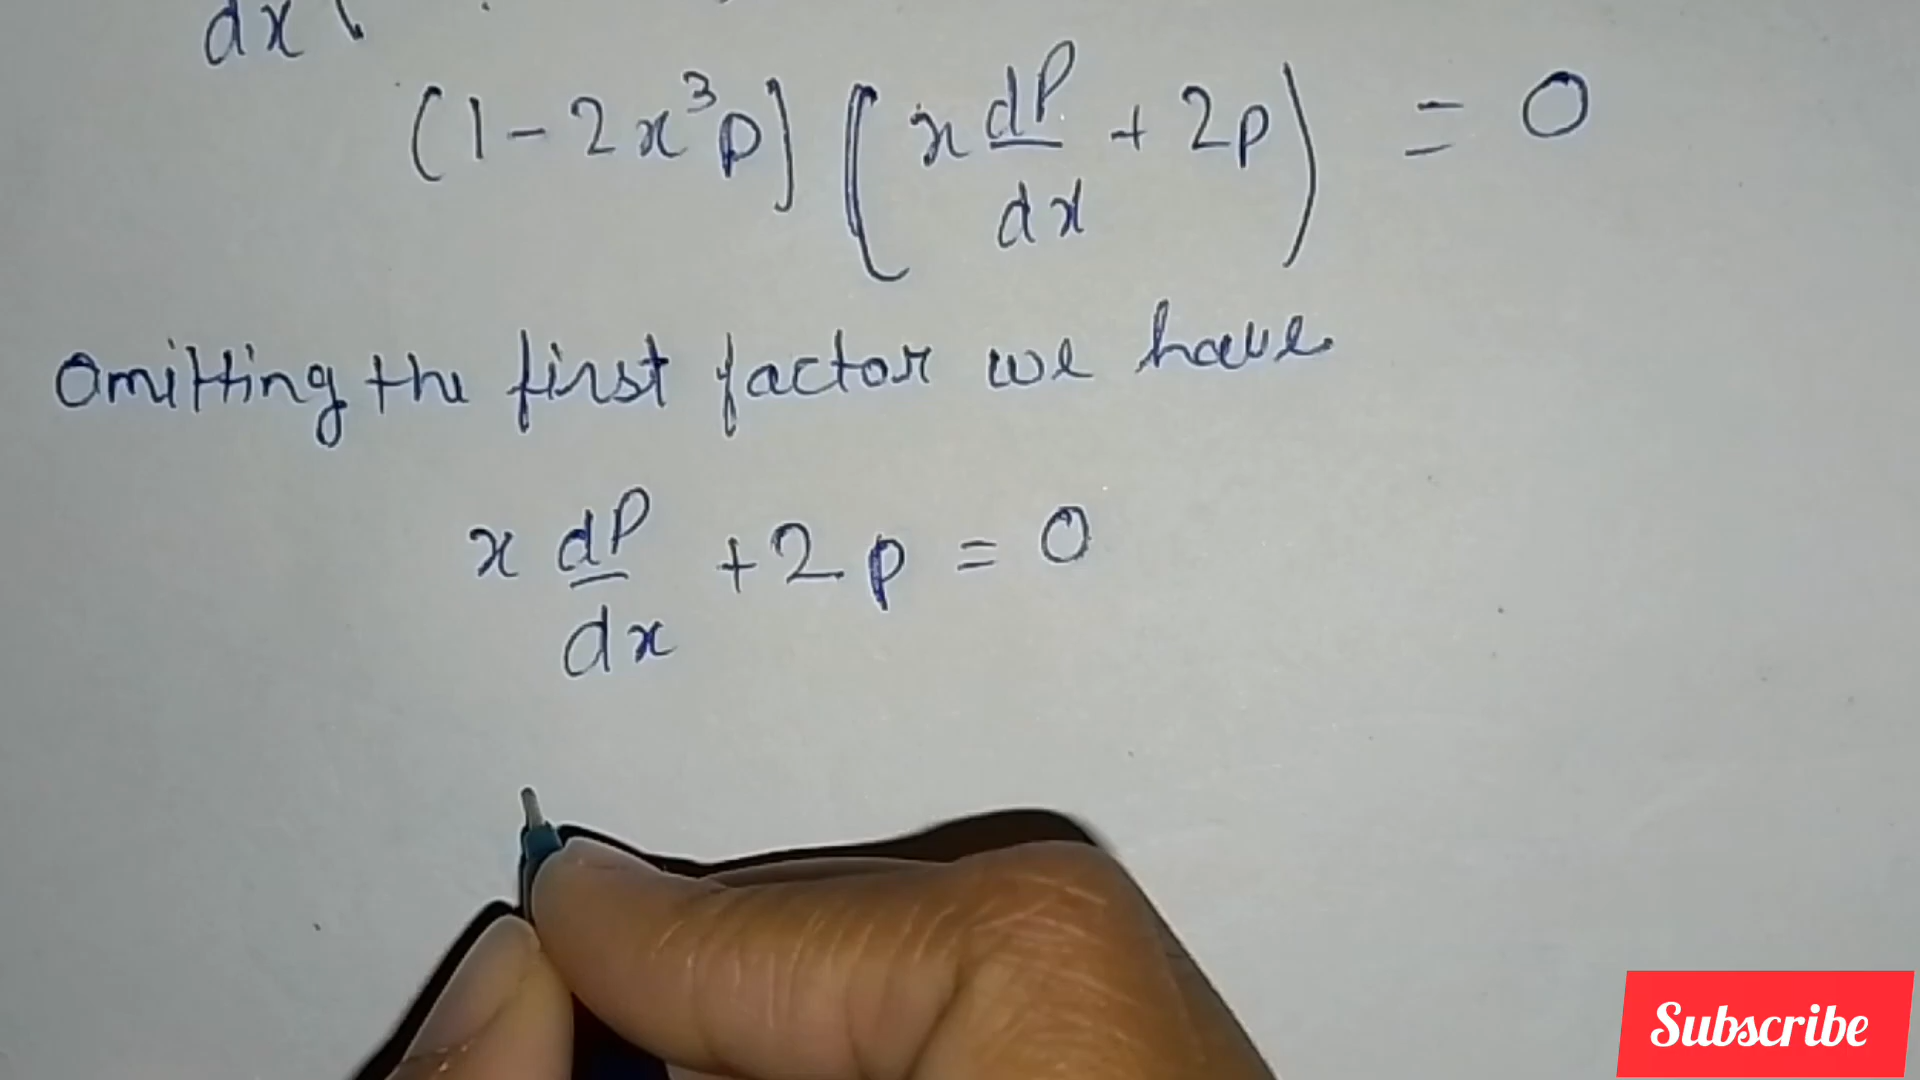 dx
(1-2x³p) (x dP/dx + 2p) = 0
Omitting the first factor we have
x dP/dx + 2p = 0
Subscribe